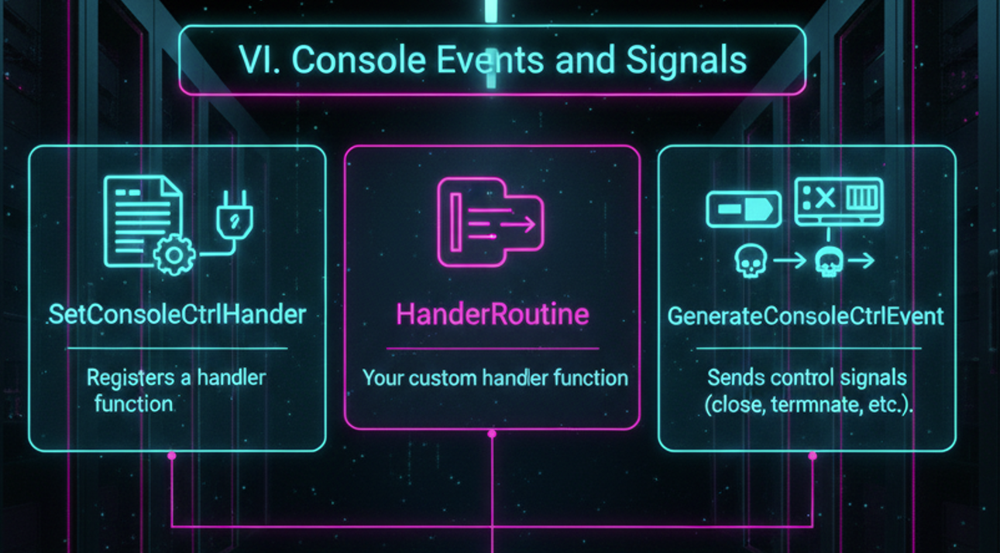 VI. Console Events and Signals
SetConsoleCtrlHander
Registers a handler
function
HanderRoutine
Your custom handler function
GenerateConsoleCtrlEvent
Sends control signals
(close, termnate, etc.).